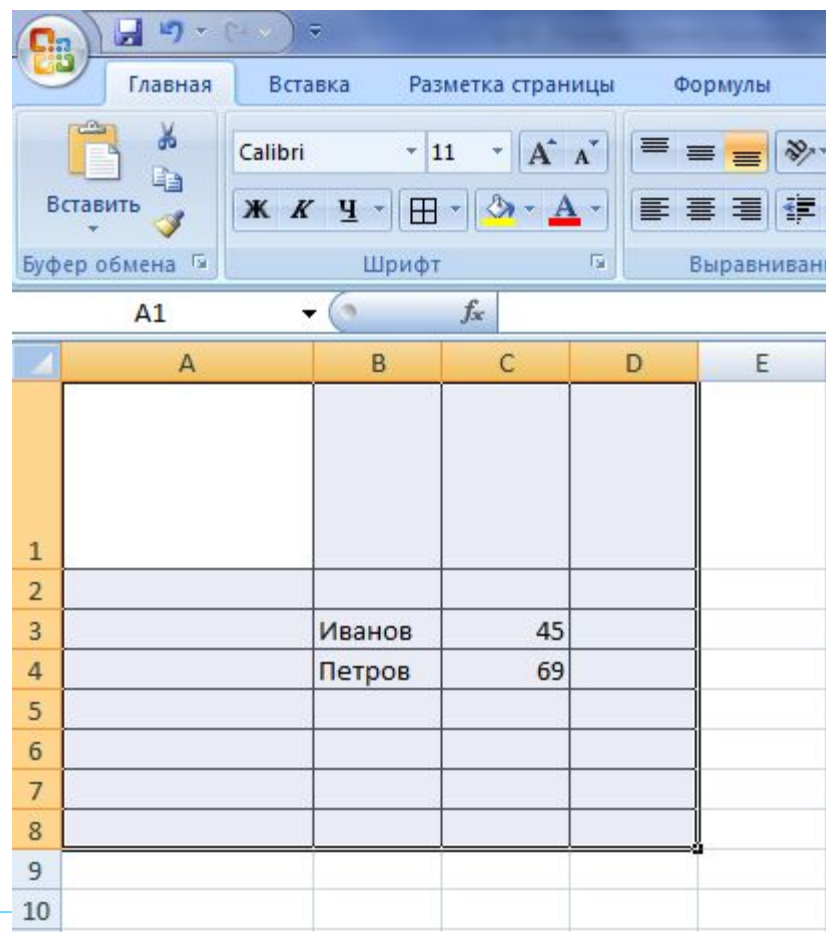 Главная Вставка Разметка страницы Формулы
Calibri 11 A A
Вставить Ж К Ч A
Буфер обмена Шрифт Выравниван
A1 fx
A B C D E
1
2
3 Иванов 45
4 Петров 69
5
6
7
8
9
10